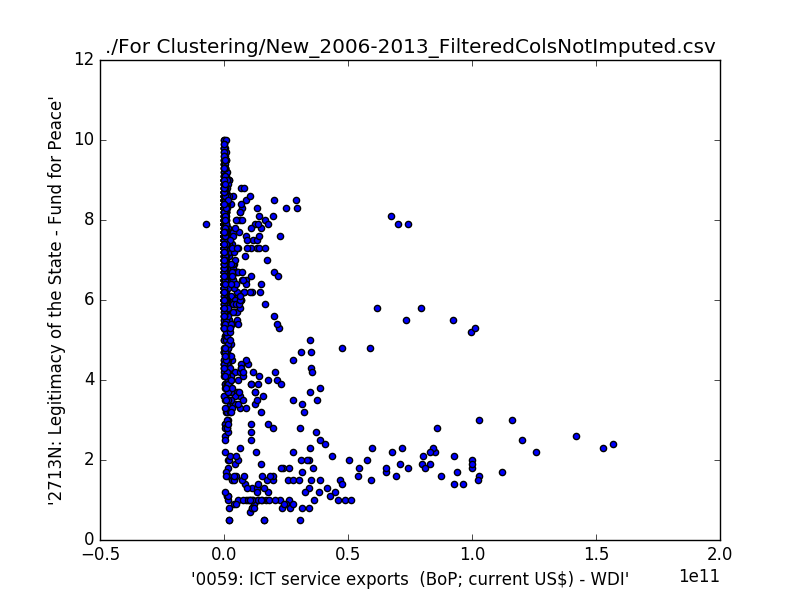 ./For Clustering/New_2006-2013_FilteredColsNotImputed.csv
'2713N: Legitimacy of the State - Fund for Peace'
12
10
8
6
4
2
0
−0.5 0.0 0.5 1.0 1.5 2.0
1e11
'0059: ICT service exports  (BoP; current US$) - WDI'